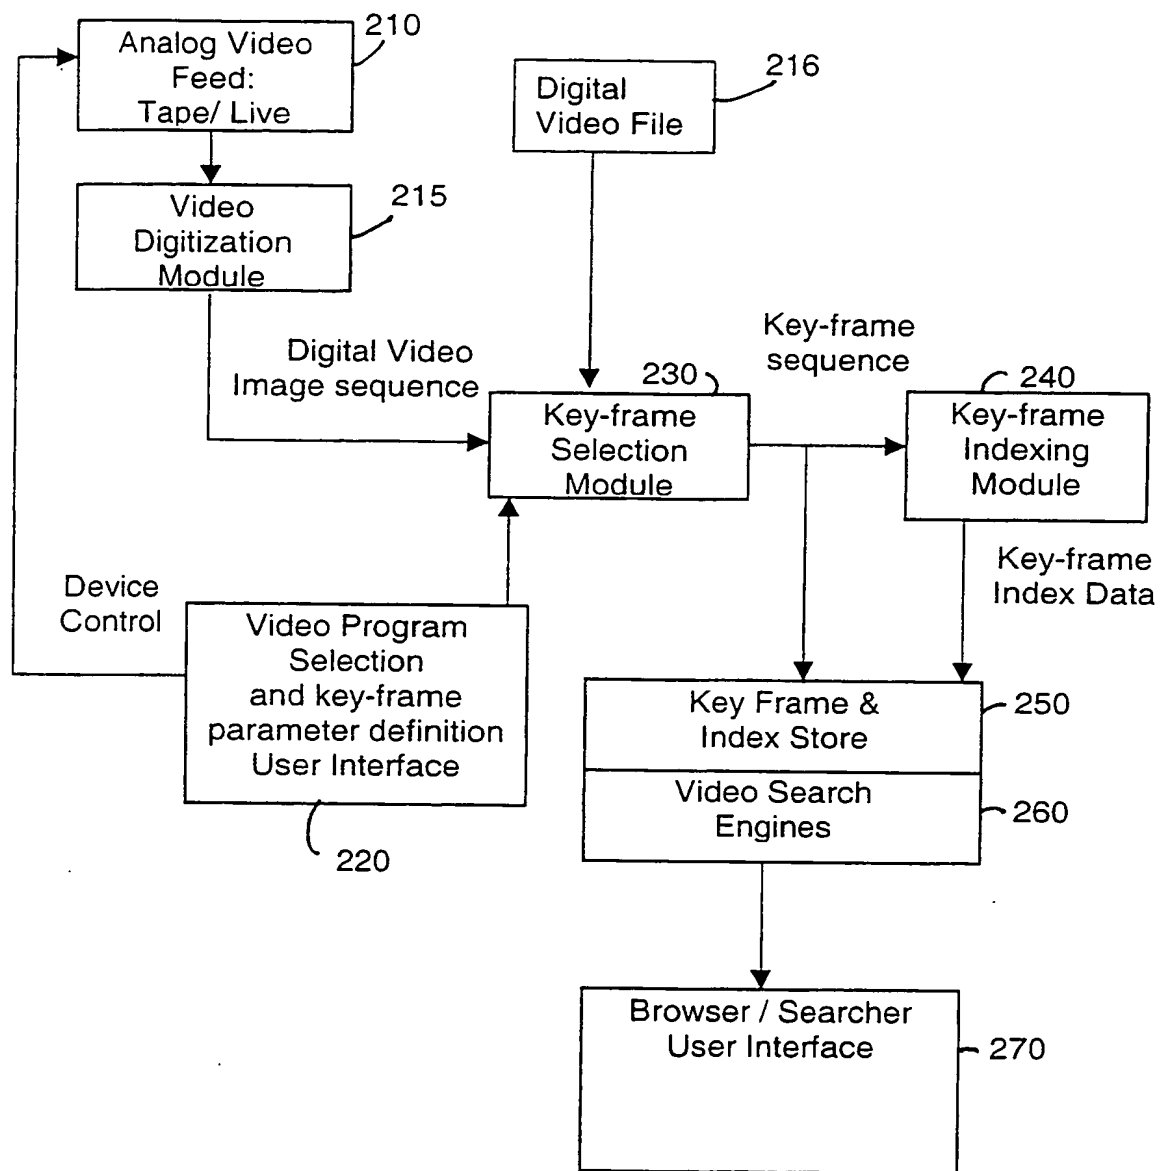 210
Analog Video
Feed:
Tape/ Live
216
Digital
Video File
215
Video
Digitization
Module
Key-frame
sequence
Digital Video
Image sequence
230
240
Key-frame
Selection
Module
Key-frame
Indexing
Module
Key-frame
Index Data
Device
Control
Video Program
Selection
and key-frame
parameter definition
User Interface
220
Key Frame &
Index Store
250
Video Search
Engines
260
Browser / Searcher
User Interface
270